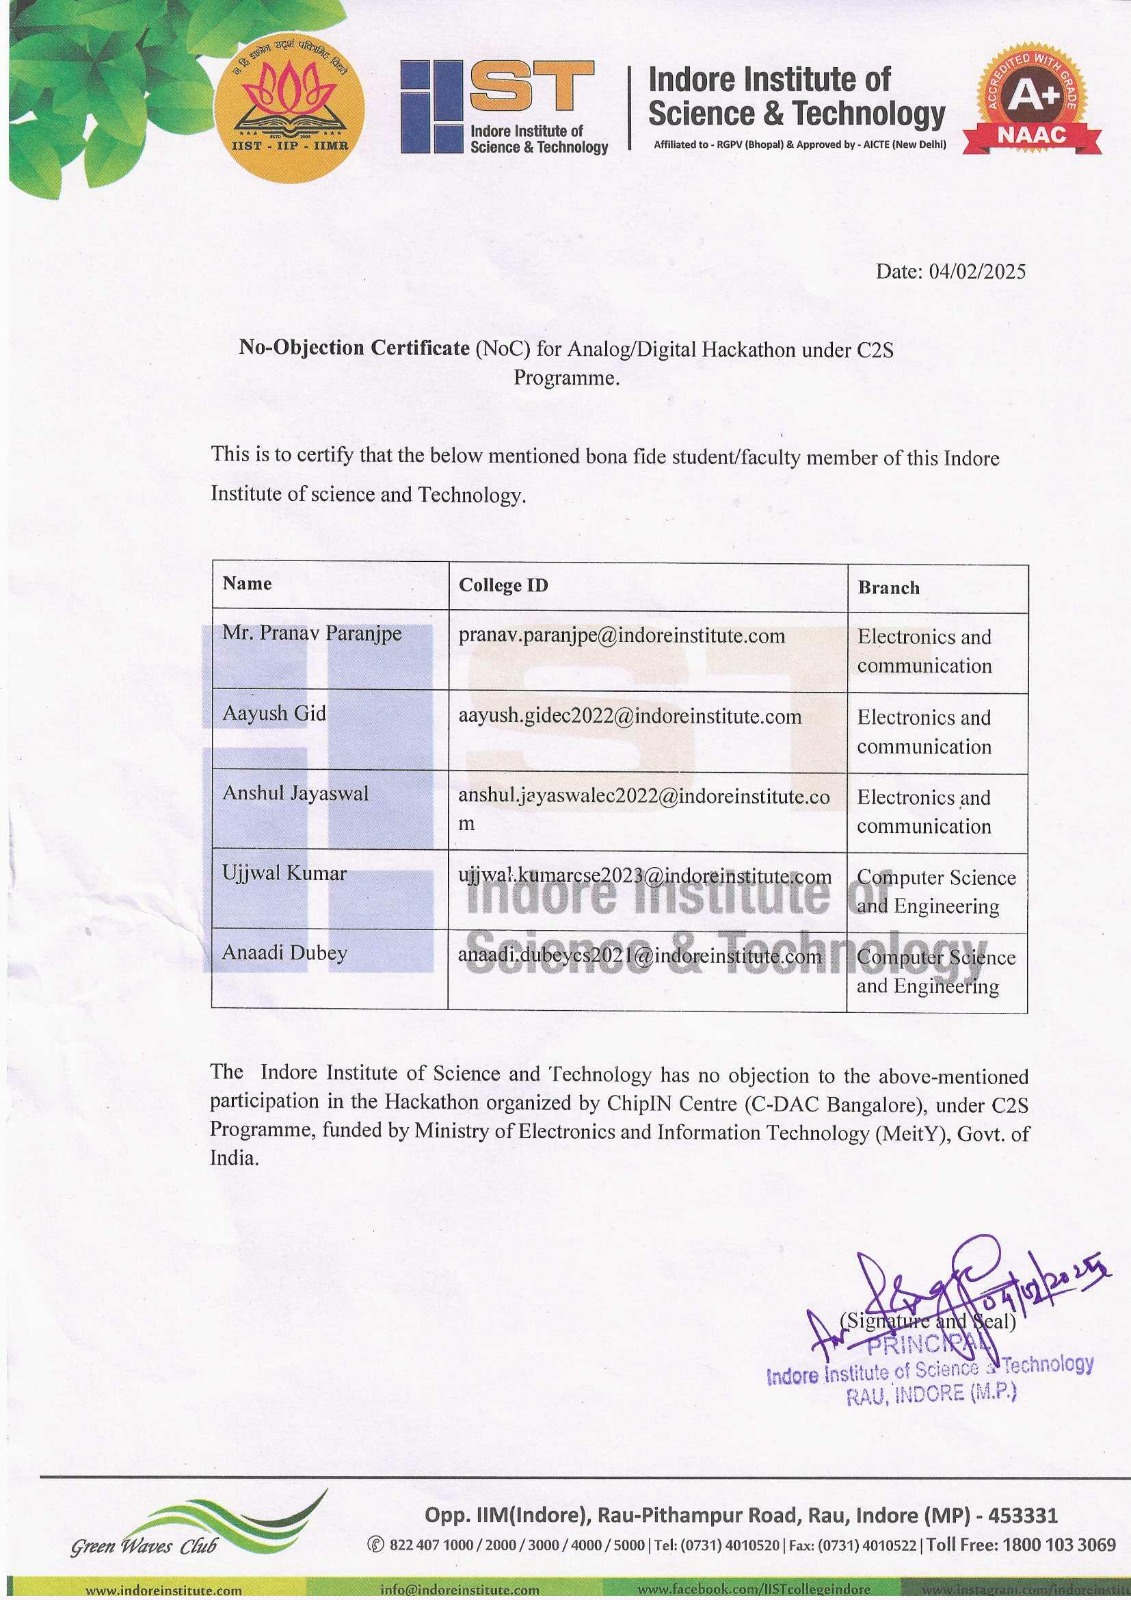 IIST - IIP - IIMR
IIST
Indore Institute of
Science & Technology
Indore Institute of
Science & Technology
Affiliated to - RGPV (Bhopal) & Approved by - AICTE (New Delhi)
ACCREDITED WITH GRADE
A+
NAAC
Date: 04/02/2025
No-Objection Certificate (NoC) for Analog/Digital Hackathon under C2S
Programme.
This is to certify that the below mentioned bona fide student/faculty member of this Indore
Institute of science and Technology.
Name College ID Branch
Mr. Pranav Paranjpe pranav.paranjpe@indoreinstitute.com Electronics and
communication
Aayush Gid aayush.gidec2022@indoreinstitute.com Electronics and
communication
Anshul Jayaswal anshul.jayaswalec2022@indoreinstitute.co Electronics and
m communication
Ujjwal Kumar ujjwal.kumarcse2023@indoreinstitute.com Computer Science
and Engineering
Anaadi Dubey anaadi.dubeycs2021@indoreinstitute.com Computer Science
and Engineering
IIST
Indore Institute of
Science & Technology
The Indore Institute of Science and Technology has no objection to the above-mentioned
participation in the Hackathon organized by ChipIN Centre (C-DAC Bangalore), under C2S
Programme, funded by Ministry of Electronics and Information Technology (MeitY), Govt. of
India.
04/02/2025
(Signature and Seal)
PRINCIPAL
Indore Institute of Science & Technology
RAU, INDORE (M.P.)
Green Waves Club
Opp. IIM(Indore), Rau-Pithampur Road, Rau, Indore (MP) - 453331
822 407 1000 / 2000 / 3000 / 4000 / 5000 | Tel: (0731) 4010520 | Fax: (0731) 4010522 | Toll Free: 1800 103 3069
www.indoreinstitute.com info@indoreinstitute.com www.facebook.com/IISTcollegeindore